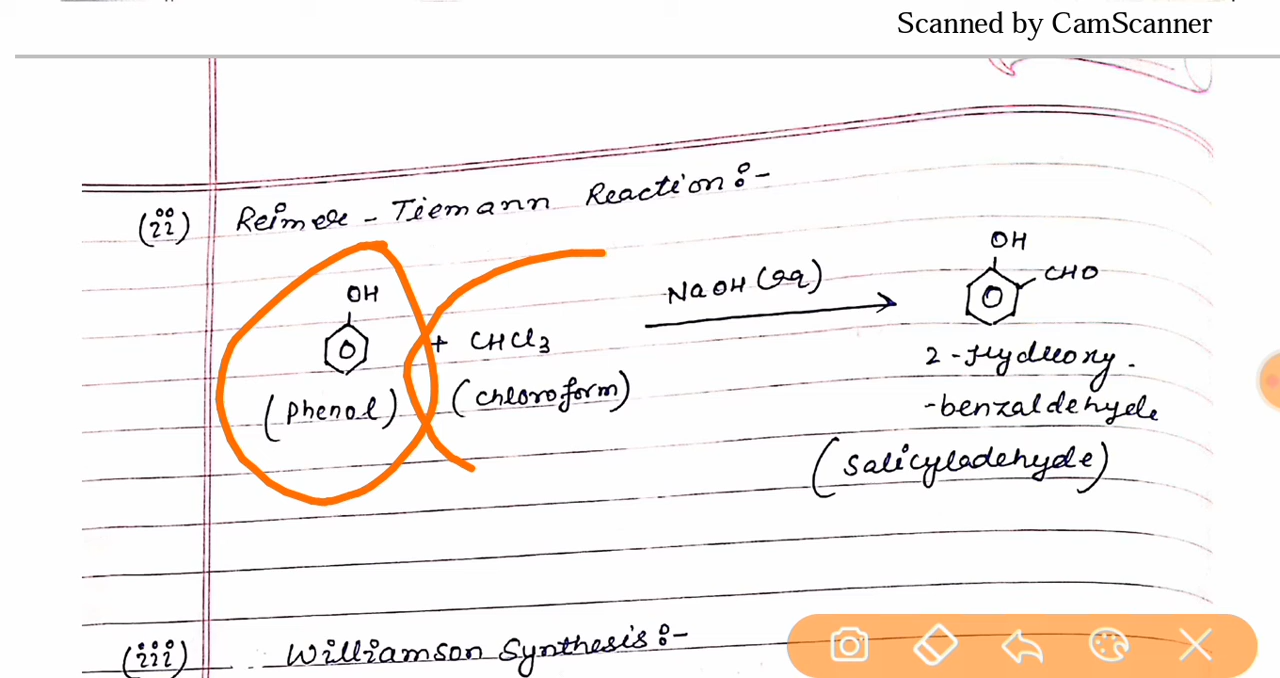 Scanned by CamScanner
(ii) Reimer - Tiemann Reaction :-
OH
+ CHCl3
NaOH (aq)
OH
CHO
(Phenol)
(chloroform)
2-Hydroxy-
-benzaldehyde
(Salicyladehyde)
(iii) Williamson Synthesis :-